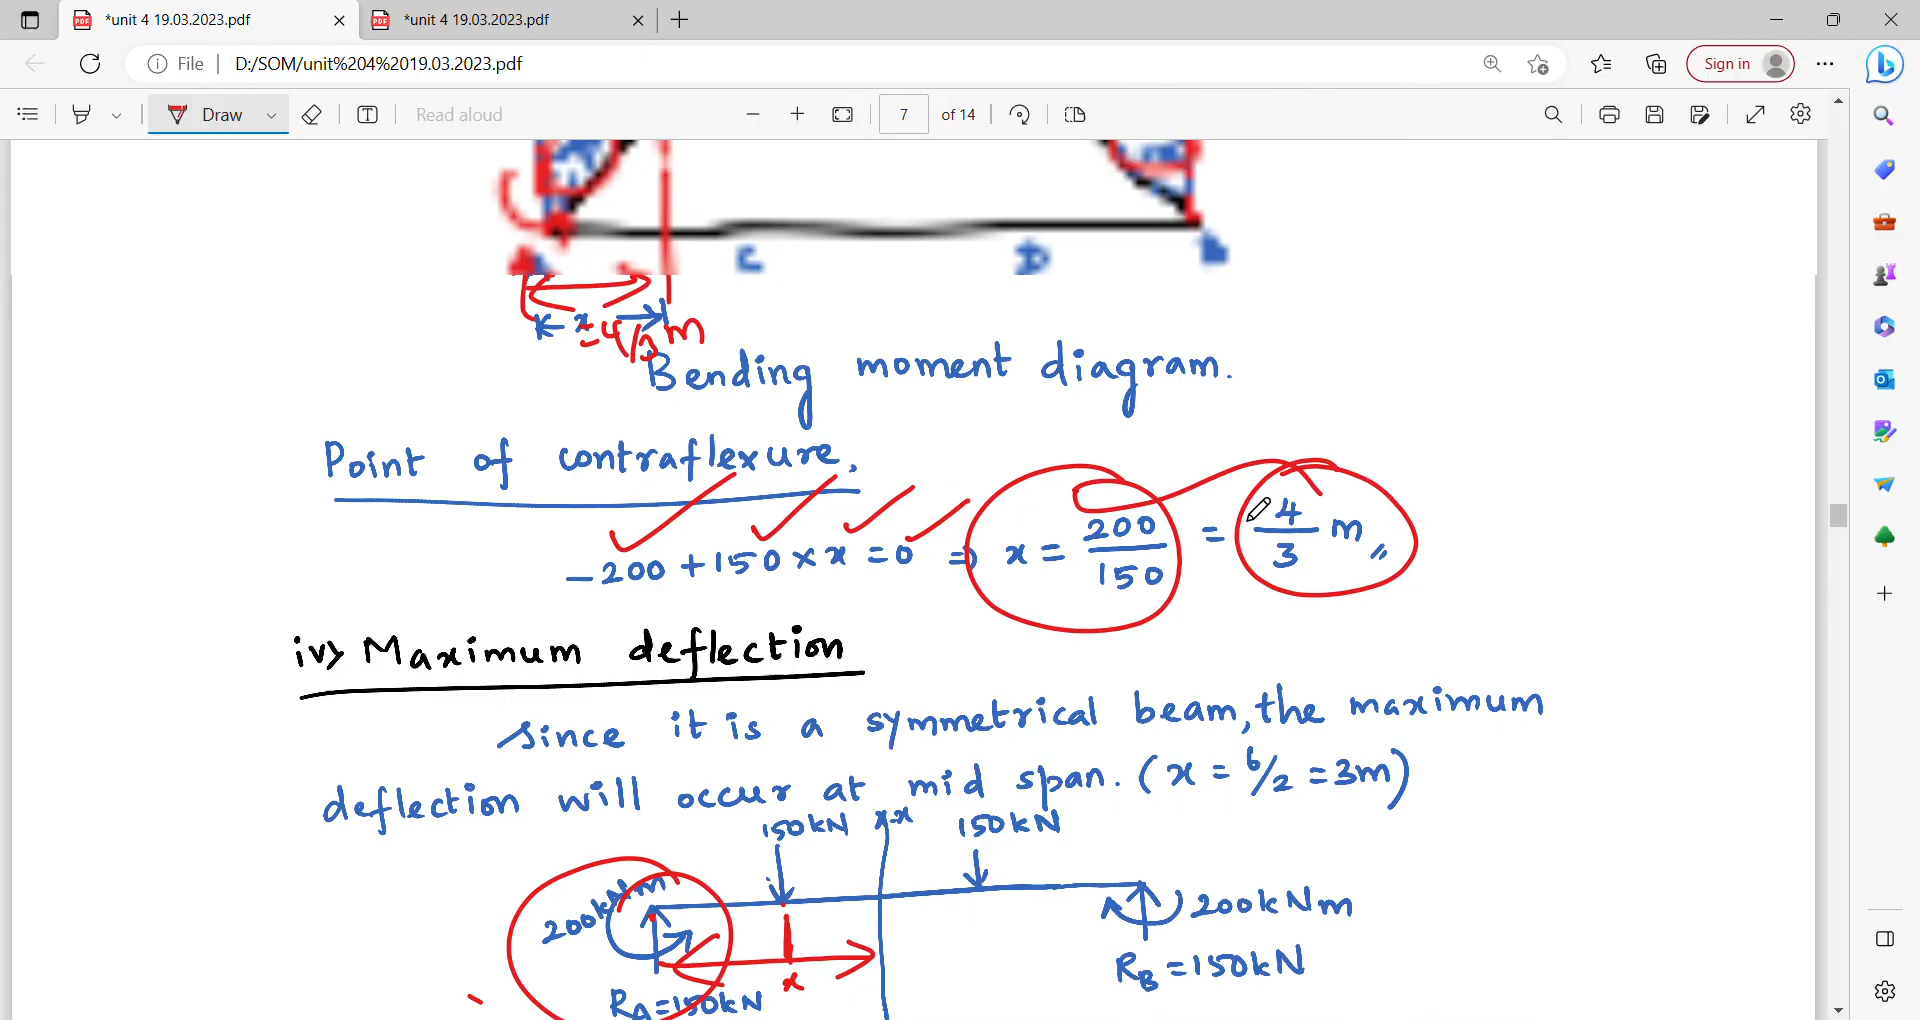 *unit 4 19.03.2023.pdf
*unit 4 19.03.2023.pdf
File
D:/SOM/unit%204%2019.03.2023.pdf
Sign in
Draw
Read aloud
7
of 14
C D
x
= 4/3 m
Bending moment diagram.
Point of contraflexure.
-200 +150 × x = 0 ⇒ x = 200/150 = 4/3 m
iv) Maximum deflection
since it is a symmetrical beam, the maximum
deflection will occur at mid span. (x = 6/2 = 3m)
150kN x-x 150kN
200kNm
200kNm
x
RB = 150kN
RA = 150kN